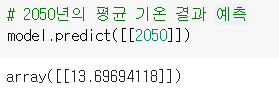 # 2050년의 평균 기온 결과 예측
model.predict([[2050]])
array([[13.69694118]])